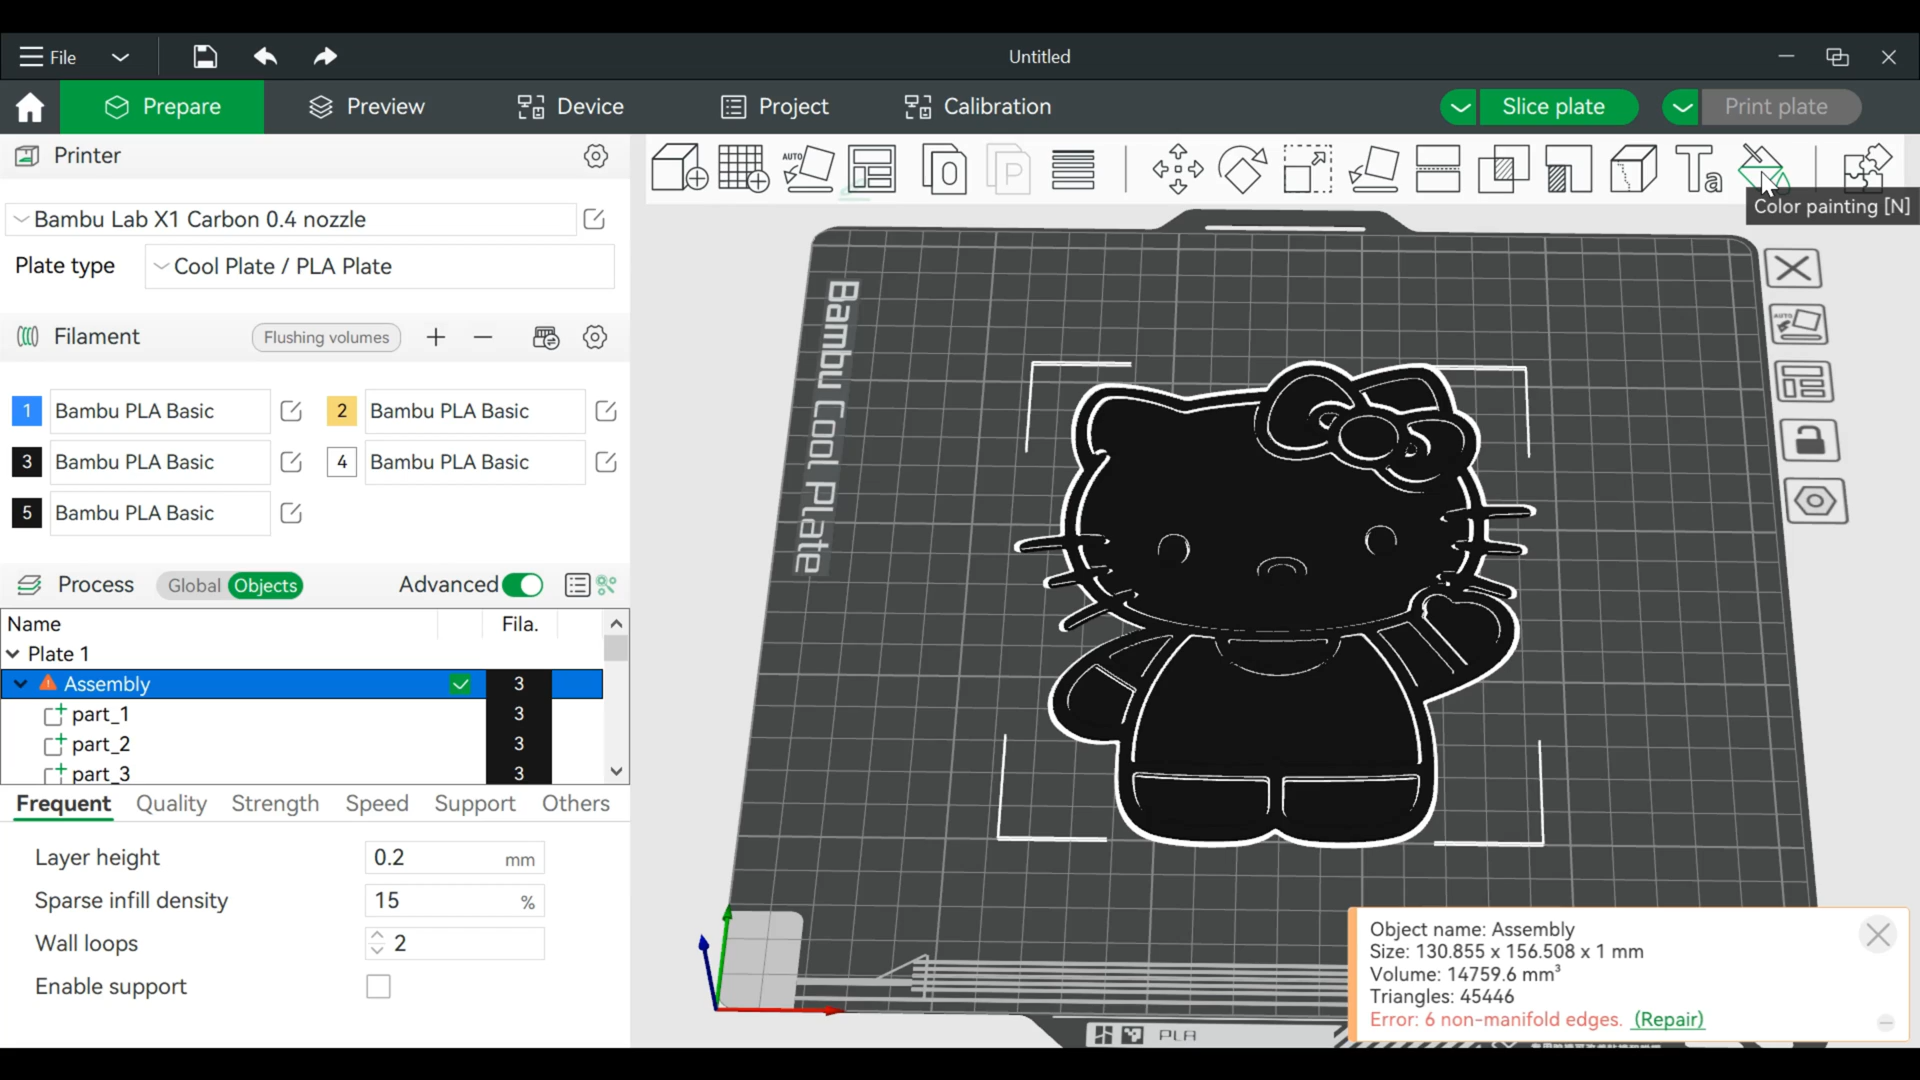 File
Untitled
Prepare
Preview
Device
Project
Calibration
Slice plate
Print plate
Printer
AUTO
Color painting [N]
Bambu Lab X1 Carbon 0.4 nozzle
Plate type
Cool Plate / PLA Plate
Filament
Flushing volumes
1 Bambu PLA Basic
2 Bambu PLA Basic
3 Bambu PLA Basic
4 Bambu PLA Basic
5 Bambu PLA Basic
Bambu Cool Plate
AUTO
Process
Global
Objects
Advanced
Name
Fila.
Plate 1
Assembly 3
part_1 3
part_2 3
part_3 3
Frequent
Quality
Strength
Speed
Support
Others
Layer height 0.2 mm
Sparse infill density 15 %
Wall loops 2
Enable support
Object name: Assembly
Size: 130.855 x 156.508 x 1 mm
Volume: 14759.6 mm³
Triangles: 45446
Error: 6 non-manifold edges. (Repair)
PLA